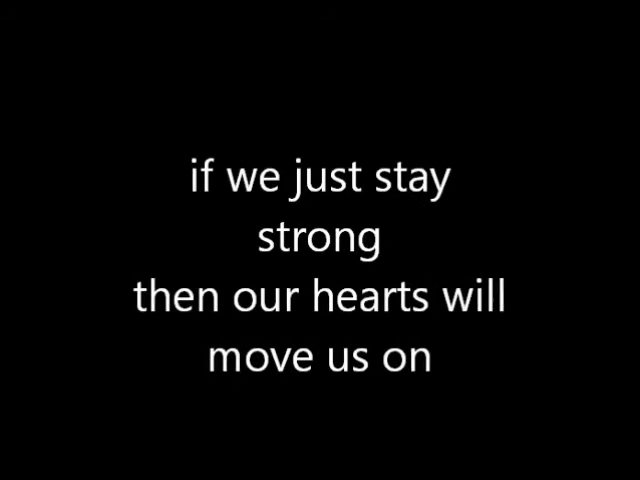 if we just stay
strong
then our hearts will
move us on